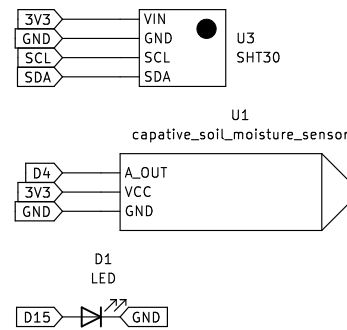 3V3 VIN
GND GND U3
SCL SCL SHT30
SDA SDA
U1
capative_soil_moisture_sensor
D4 A_OUT
3V3 VCC
GND GND
D1
LED
D15 GND